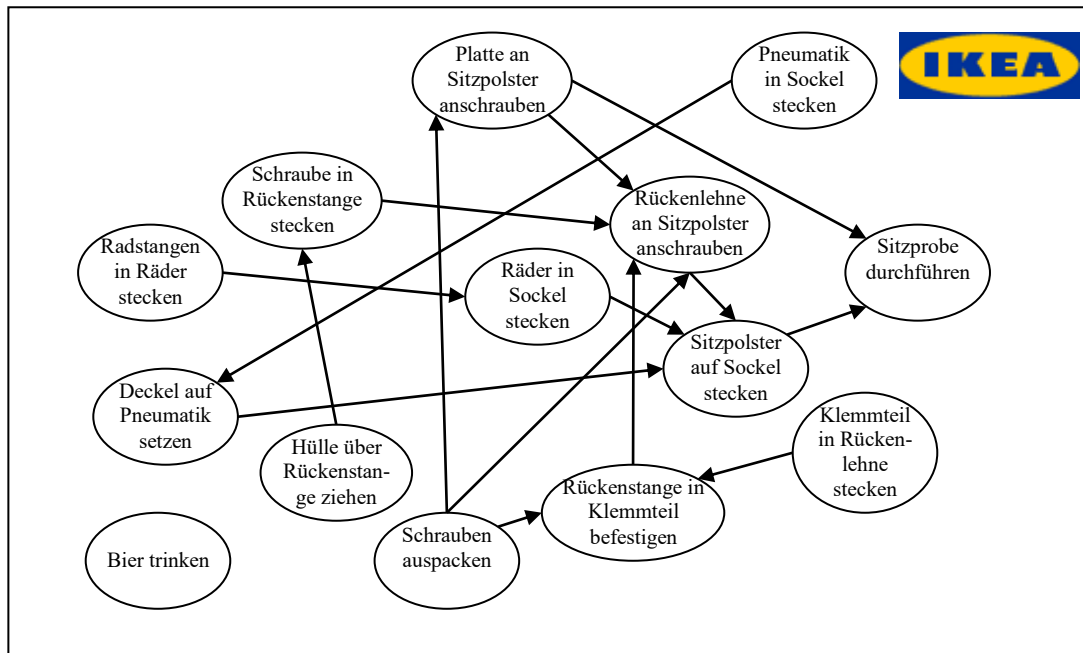 Platte an
Sitzpolster
anschrauben
Pneumatik
in Sockel
stecken
IKEA
Schraube in
Rückenstange
stecken
Rückenlehne
an Sitzpolster
anschrauben
Radstangen
in Räder
stecken
Räder in
Sockel
stecken
Sitzprobe
durchführen
Sitzpolster
auf Sockel
stecken
Deckel auf
Pneumatik
setzen
Hülle über
Rückenstan-
ge ziehen
Klemmteil
in Rücken-
lehne
stecken
Rückenstange in
Klemmteil
befestigen
Schrauben
auspacken
Bier trinken